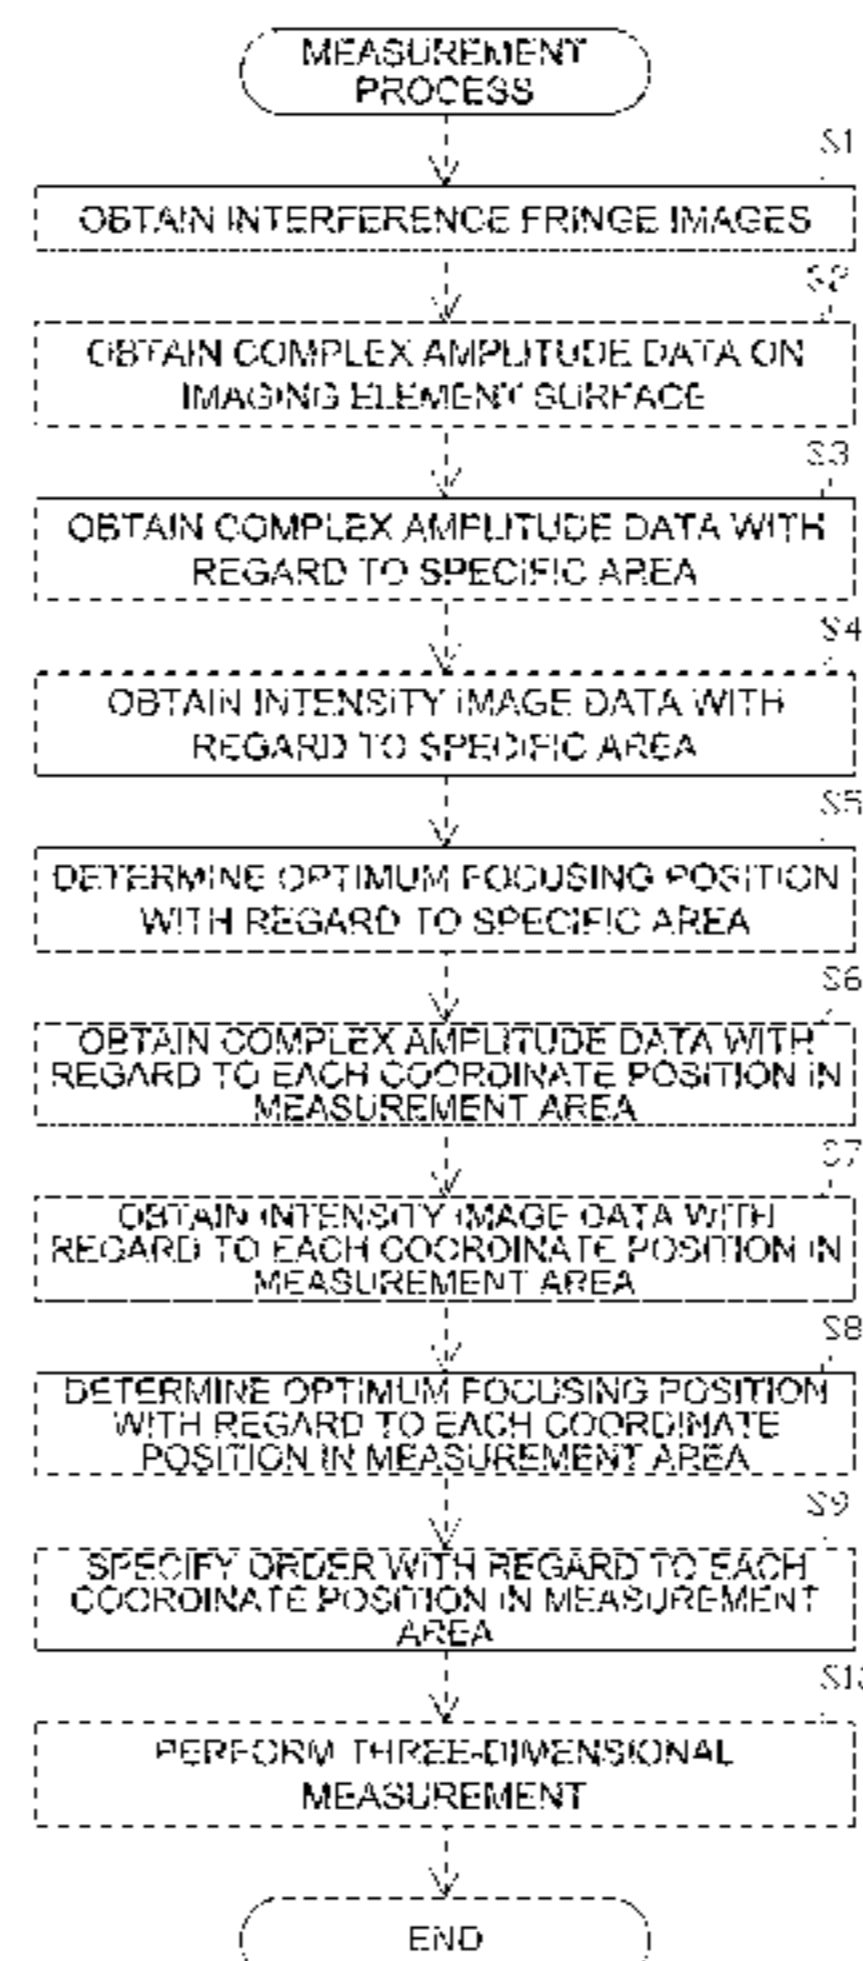 MEASUREMENT
PROCESS
S1
OBTAIN INTERFERENCE FRINGE IMAGES
S2
OBTAIN COMPLEX AMPLITUDE DATA ON
IMAGING ELEMENT SURFACE
S3
OBTAIN COMPLEX AMPLITUDE DATA WITH
REGARD TO SPECIFIC AREA
S4
OBTAIN INTENSITY IMAGE DATA WITH
REGARD TO SPECIFIC AREA
S5
DETERMINE OPTIMUM FOCUSING POSITION
WITH REGARD TO SPECIFIC AREA
S6
OBTAIN COMPLEX AMPLITUDE DATA WITH
REGARD TO EACH COORDINATE POSITION IN
MEASUREMENT AREA
S7
OBTAIN INTENSITY IMAGE DATA WITH
REGARD TO EACH COORDINATE POSITION IN
MEASUREMENT AREA
S8
DETERMINE OPTIMUM FOCUSING POSITION
WITH REGARD TO EACH COORDINATE
POSITION IN MEASUREMENT AREA
S9
SPECIFY ORDER WITH REGARD TO EACH
COORDINATE POSITION IN MEASUREMENT
AREA
PERFORM THREE-DIMENSIONAL
MEASUREMENT
END